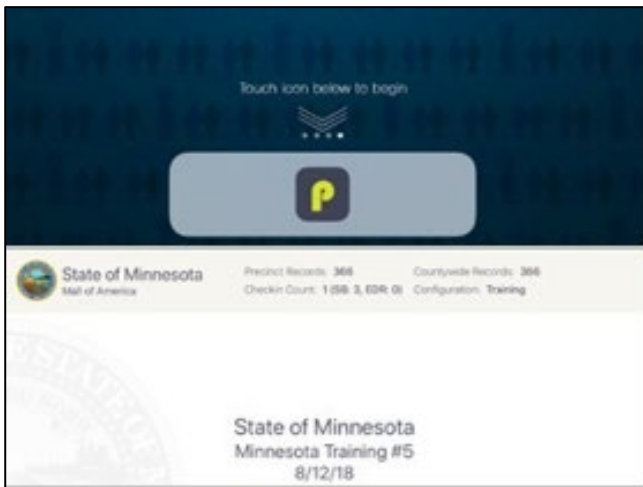 Touch icon below to begin
P
State of Minnesota
Mall of America
Precinct Records: 366
Checkin Count: 1 (SB: 3, EDR: 0)
Countywide Records: 366
Configuration: Training
State of Minnesota
Minnesota Training #5
8/12/18